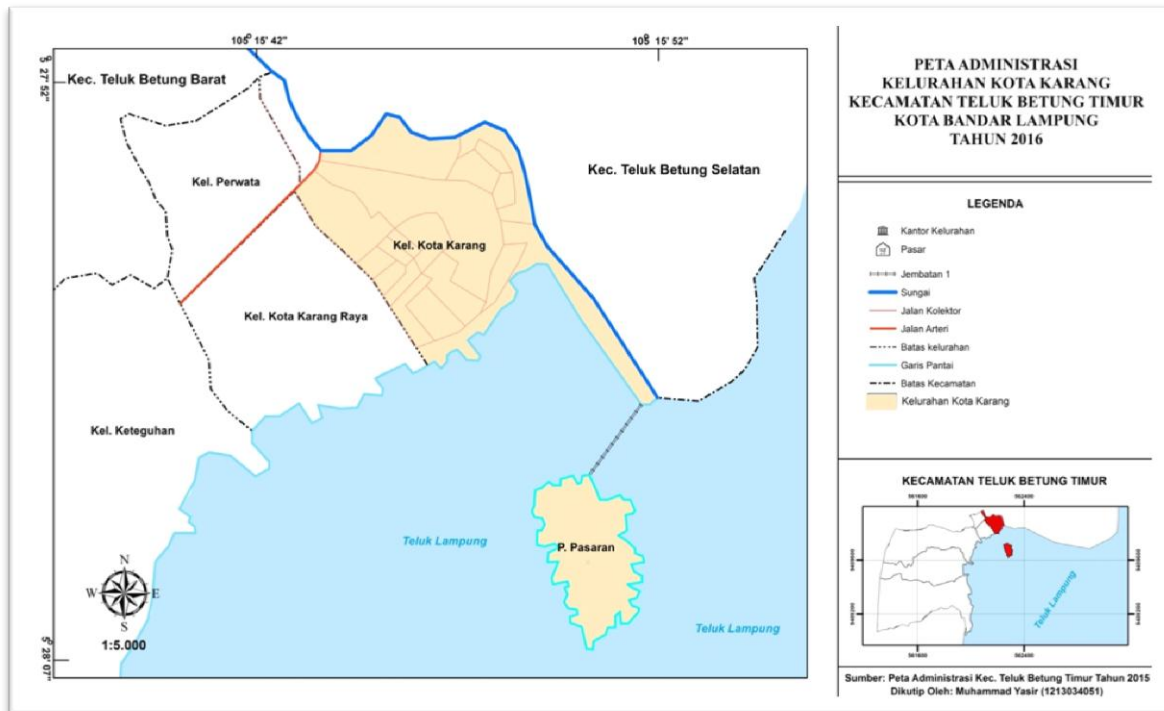 105° 15' 42"
105° 15' 52"
5° 27' 52"
5° 28' 07"
Kec. Teluk Betung Barat
Kel. Perwata
Kec. Teluk Betung Selatan
Kel. Kota Karang
Kel. Kota Karang Raya
Kel. Keteguhan
Teluk Lampung
P. Pasaran
Teluk Lampung
N
W
E
S
1:5.000
PETA ADMINISTRASI
KELURAHAN KOTA KARANG
KECAMATAN TELUK BETUNG TIMUR
KOTA BANDAR LAMPUNG
TAHUN 2016
LEGENDA
Kantor Kelurahan
Pasar
Jembatan 1
Sungai
Jalan Kolektor
Jalan Arteri
Batas kelurahan
Garis Pantai
Batas Kecamatan
Kelurahan Kota Karang
KECAMATAN TELUK BETUNG TIMUR
562400
Teluk Lampung
562400
Sumber: Peta Administrasi Kec. Teluk Betung Timur Tahun 2015
Dikutip Oleh: Muhammad Yasir (1213034051)